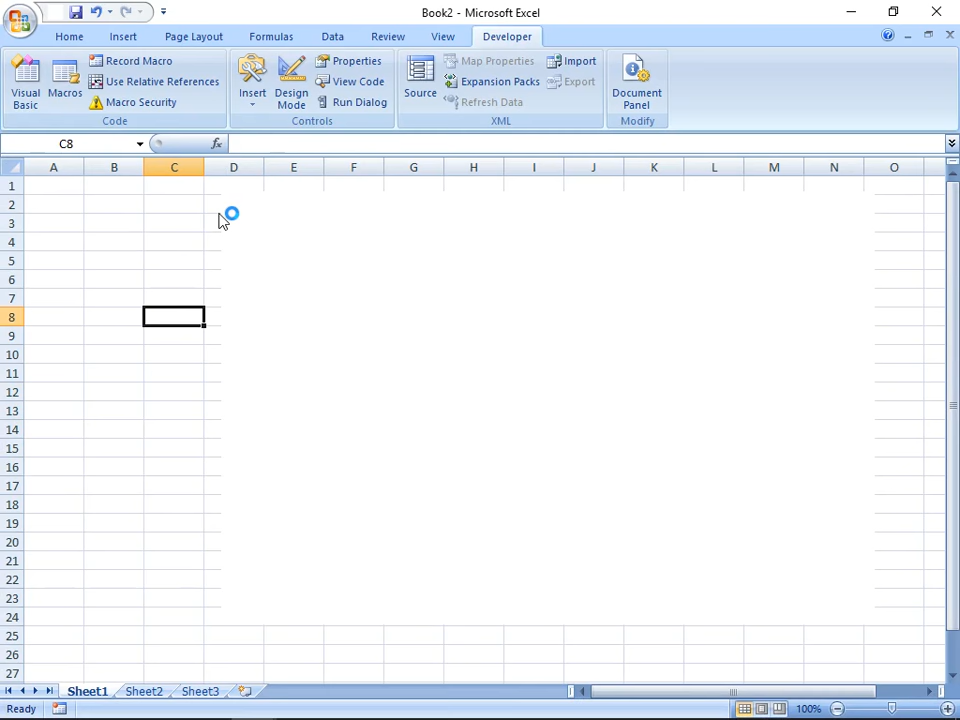 Book2 - Microsoft Excel
Home Insert Page Layout Formulas Data Review View Developer
Visual Basic
Macros
Record Macro
Use Relative References
Macro Security
Code
Insert
Design Mode
Properties
View Code
Run Dialog
Controls
Source
Map Properties
Expansion Packs
Refresh Data
Import
Export
XML
Document Panel
Modify
C8 fx
A B C D E F G H I J K L M N O
1
2
3
4
5
6
7
8
9
10
11
12
13
14
15
16
17
18
19
20
21
22
23
24
25
26
27
Sheet1 Sheet2 Sheet3
Ready 100%